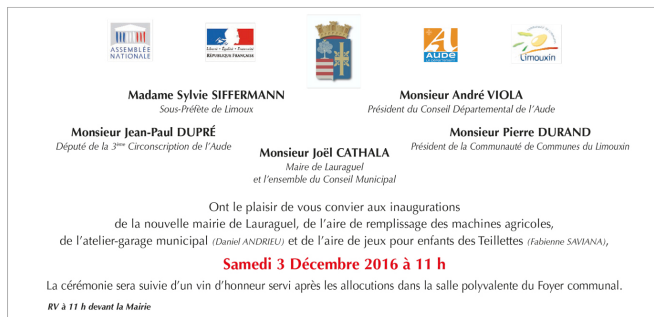 ASSEMBLÉE
NATIONALE
Liberté • Égalité • Fraternité
RÉPUBLIQUE FRANÇAISE
AUDE
Limouxin
Madame Sylvie SIFFERMANN
Sous-Préfète de Limoux
Monsieur André VIOLA
Président du Conseil Départemental de l'Aude
Monsieur Jean-Paul DUPRÉ
Député de la 3ème Circonscription de l'Aude
Monsieur Pierre DURAND
Président de la Communauté de Communes du Limouxin
Monsieur Joël CATHALA
Maire de Lauraguel
et l'ensemble du Conseil Municipal
Ont le plaisir de vous convier aux inaugurations
de la nouvelle mairie de Lauraguel, de l'aire de remplissage des machines agricoles,
de l'atelier-garage municipal (Daniel ANDRIEU) et de l'aire de jeux pour enfants des Teillettes (Fabienne SAVIANA),
Samedi 3 Décembre 2016 à 11 h
La cérémonie sera suivie d'un vin d'honneur servi après les allocutions dans la salle polyvalente du Foyer communal.
RV à 11 h devant la Mairie